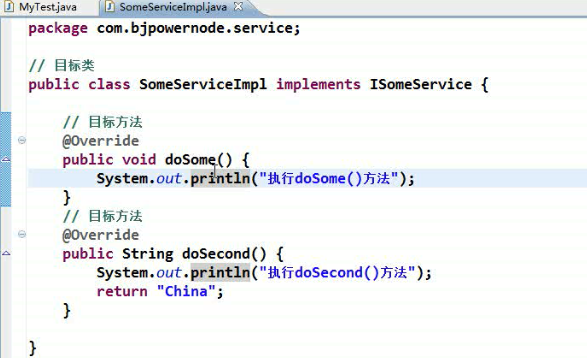 MyTest.java SomeServiceImpl.java
package com.bjpowernode.service;
// 目标类
public class SomeServiceImpl implements ISomeService {
// 目标方法
@Override
public void doSome() {
System.out.println("执行doSome()方法");
}
// 目标方法
@Override
public String doSecond() {
System.out.println("执行doSecond()方法");
return "China";
}
}